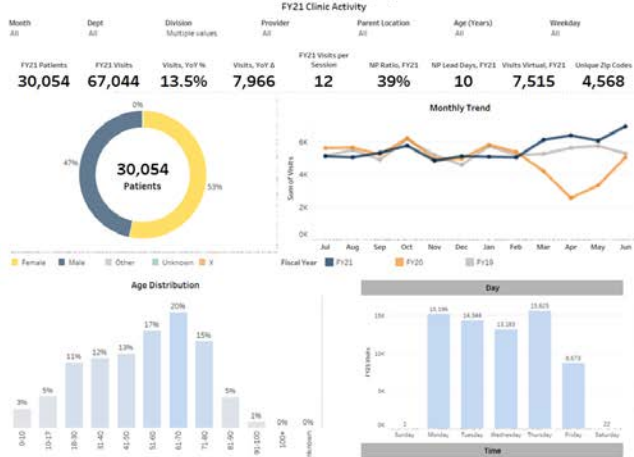 FY21 Clinic Activity
Month Dept Division Provider Parent Location Age (Years) Weekday
All All Multiple values All All All All
FY21 Patients FY21 Visits Visits, YoY % Visits, YoY Δ FY21 Visits per Session NP Ratio, FY21 NP Lead Days, FY21 Visits Virtual, FY21 Unique Zip Codes
30,054 67,044 13.5% 7,966 12 39% 10 7,515 4,568
0%
47%
30,054
Patients
53%
Female Male Other Unknown X
Monthly Trend
Sum of Visits
6K
4K
2K
0K
Jul Aug Sep Oct Nov Dec Jan Feb Mar Apr May Jun
Fiscal Year FY21 FY20 FY19
Age Distribution
3% 5% 11% 12% 13% 17% 20% 15% 5% 1% 0% 0%
0-10 10-17 18-30 31-40 41-50 51-60 61-70 71-80 81-90 91-100 100+ Unknown
Day
FY21 Visits
15K
10K
5K
0K
2 14,344 13,183 8,673 22
Sunday Monday Tuesday Wednesday Thursday Friday Saturday
Time